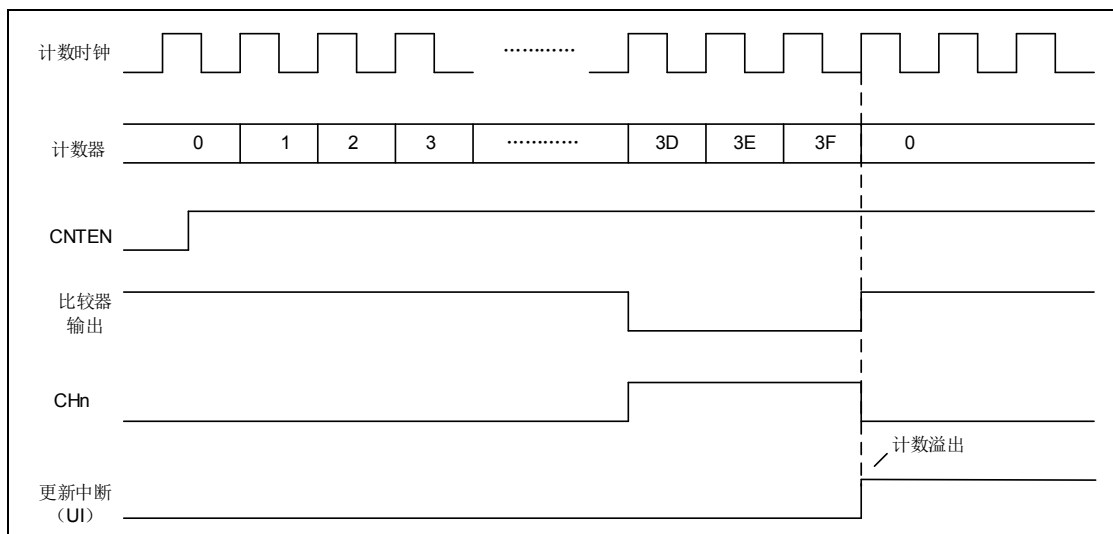 计数时钟
…………
计数器 0 1 2 3 ………… 3D 3E 3F 0
CNTEN
比较器
输出
CHn
计数溢出
更新中断
（UI）